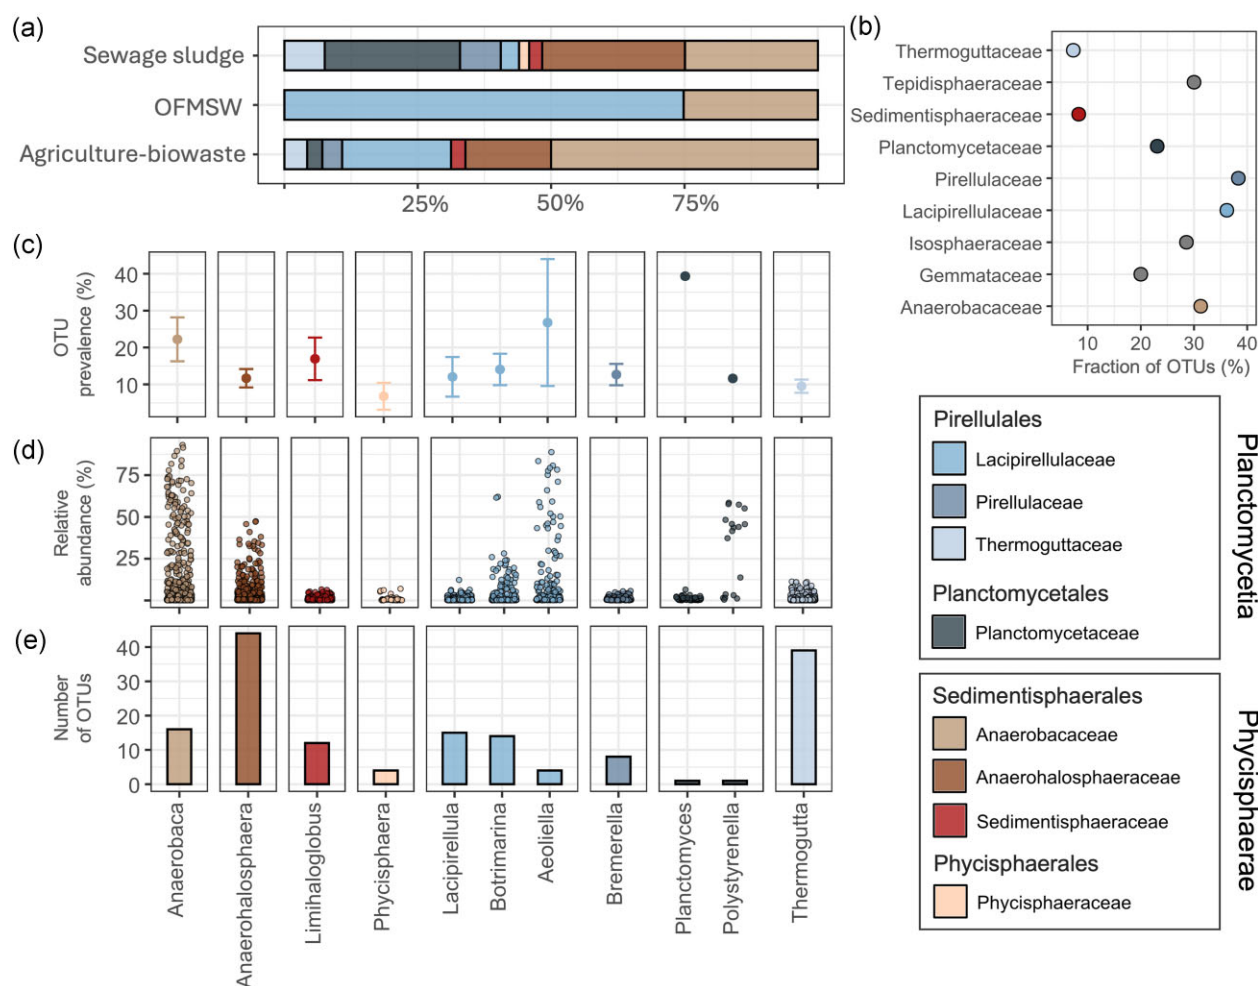 (a)
Sewage sludge
OFMSW
Agriculture-biowaste
25%
50%
75%
(b)
Thermoguttaceae
Tepidisphaeraceae
Sedimentisphaeraceae
Planctomycetaceae
Pirellulaceae
Lacipirellulaceae
Isosphaeraceae
Gemmataceae
Anaerobacaceae
10
20
30
40
Fraction of OTUs (%)
(c)
OTU
prevalence (%)
40
30
20
10
(d)
Relative
abundance (%)
75
50
25
(e)
Number
of OTUs
40
30
20
10
0
Anaerobaca
Anaerohalosphaera
Limihaloglobus
Phycisphaera
Lacipirellula
Botrimarina
Aeoliella
Bremerella
Planctomyces
Polystyrenella
Thermogutta
Pirellulales
Lacipirellulaceae
Pirellulaceae
Thermoguttaceae
Planctomycetales
Planctomycetaceae
Planctomycetia
Sedimentisphaerales
Anaerobacaceae
Anaerohalosphaeraceae
Sedimentisphaeraceae
Phycisphaerales
Phycisphaeraceae
Phycisphaerae